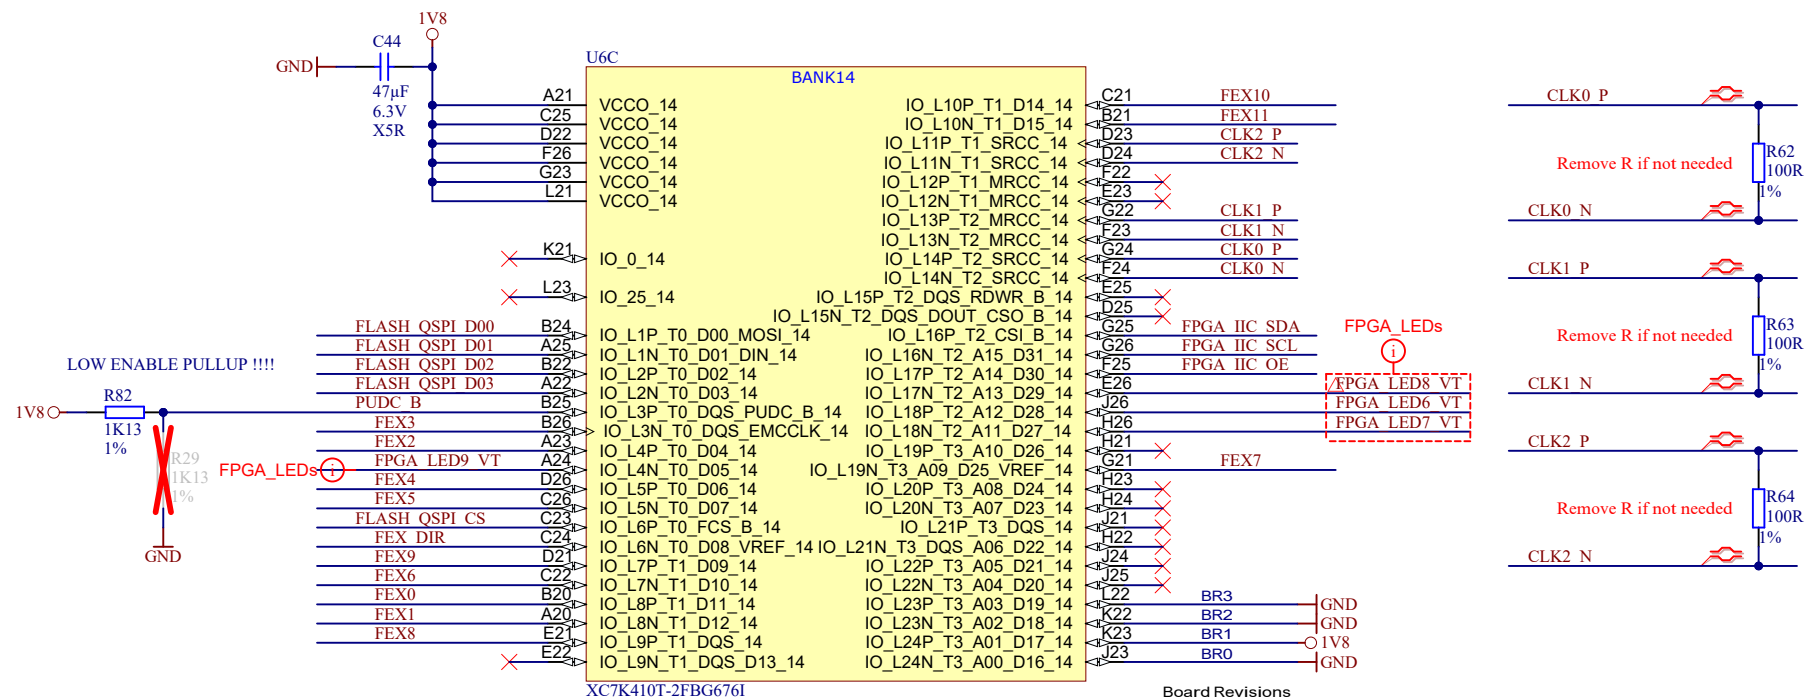 1V8
C44
GND
47µF
6.3V
X5R
U6C
BANK14
A21 VCCO_14
C25 VCCO_14
D22 VCCO_14
F26 VCCO_14
G23 VCCO_14
L21 VCCO_14
K21 IO_0_14
L23 IO_25_14
FLASH_QSPI_D00 B24 IO_L1P_T0_D00_MOSI_14
FLASH_QSPI_D01 A25 IO_L1N_T0_D01_DIN_14
FLASH_QSPI_D02 B22 IO_L2P_T0_D02_14
FLASH_QSPI_D03 A22 IO_L2N_T0_D03_14
PUDC_B B25 IO_L3P_T0_DQS_PUDC_B_14
FEX3 B26 IO_L3N_T0_DQS_EMCCLK_14
FEX2 A23 IO_L4P_T0_D04_14
FPGA_LED9_VT A24 IO_L4N_T0_D05_14
FEX4 D26 IO_L5P_T0_D06_14
FEX5 C26 IO_L5N_T0_D07_14
FLASH_QSPI_CS C23 IO_L6P_T0_FCS_B_14
FEX_DIR C24 IO_L6N_T0_D08_VREF_14
FEX9 D21 IO_L7P_T1_D09_14
FEX6 C22 IO_L7N_T1_D10_14
FEX0 B20 IO_L8P_T1_D11_14
FEX1 A20 IO_L8N_T1_D12_14
FEX8 E21 IO_L9P_T1_DQS_14
E22 IO_L9N_T1_DQS_D13_14
LOW ENABLE PULLUP !!!!
R82
1V8
1K13
1%
R29
1K13
1%
GND
FPGA_LEDs
i
IO_L10P_T1_D14_14 C21 FEX10
IO_L10N_T1_D15_14 B21 FEX11
IO_L11P_T1_SRCC_14 D23 CLK2_P
IO_L11N_T1_SRCC_14 D24 CLK2_N
IO_L12P_T1_MRCC_14 F22
IO_L12N_T1_MRCC_14 E23
IO_L13P_T2_MRCC_14 G22 CLK1_P
IO_L13N_T2_MRCC_14 F23 CLK1_N
IO_L14P_T2_SRCC_14 G24 CLK0_P
IO_L14N_T2_SRCC_14 F24 CLK0_N
IO_L15P_T2_DQS_RDWR_B_14 E25
IO_L15N_T2_DQS_DOUT_CSO_B_14 D25
IO_L16P_T2_CSI_B_14 G25 FPGA_IIC_SDA
IO_L16N_T2_A15_D31_14 G26 FPGA_IIC_SCL
IO_L17P_T2_A14_D30_14 F25 FPGA_IIC_OE
IO_L17N_T2_A13_D29_14 E26 FPGA_LED8_VT
IO_L18P_T2_A12_D28_14 J26 FPGA_LED6_VT
IO_L18N_T2_A11_D27_14 H26 FPGA_LED7_VT
IO_L19P_T3_A10_D26_14 H21
IO_L19N_T3_A09_D25_VREF_14 G21 FEX7
IO_L20P_T3_A08_D24_14 H23
IO_L20N_T3_A07_D23_14 H24
IO_L21P_T3_DQS_14 J21
IO_L21N_T3_DQS_A06_D22_14 H22
IO_L22P_T3_A05_D21_14 J24
IO_L22N_T3_A04_D20_14 J25
IO_L23P_T3_A03_D19_14 L22 BR3 GND
IO_L23N_T3_A02_D18_14 K22 BR2 GND
IO_L24P_T3_A01_D17_14 K23 BR1 1V8
IO_L24N_T3_A00_D16_14 J23 BR0 GND
FPGA_LEDs
i
XC7K410T-2FBG676I
Board Revisions
CLK0_P
Remove R if not needed
R62
100R
1%
CLK0_N
CLK1_P
Remove R if not needed
R63
100R
1%
CLK1_N
CLK2_P
Remove R if not needed
R64
100R
1%
CLK2_N